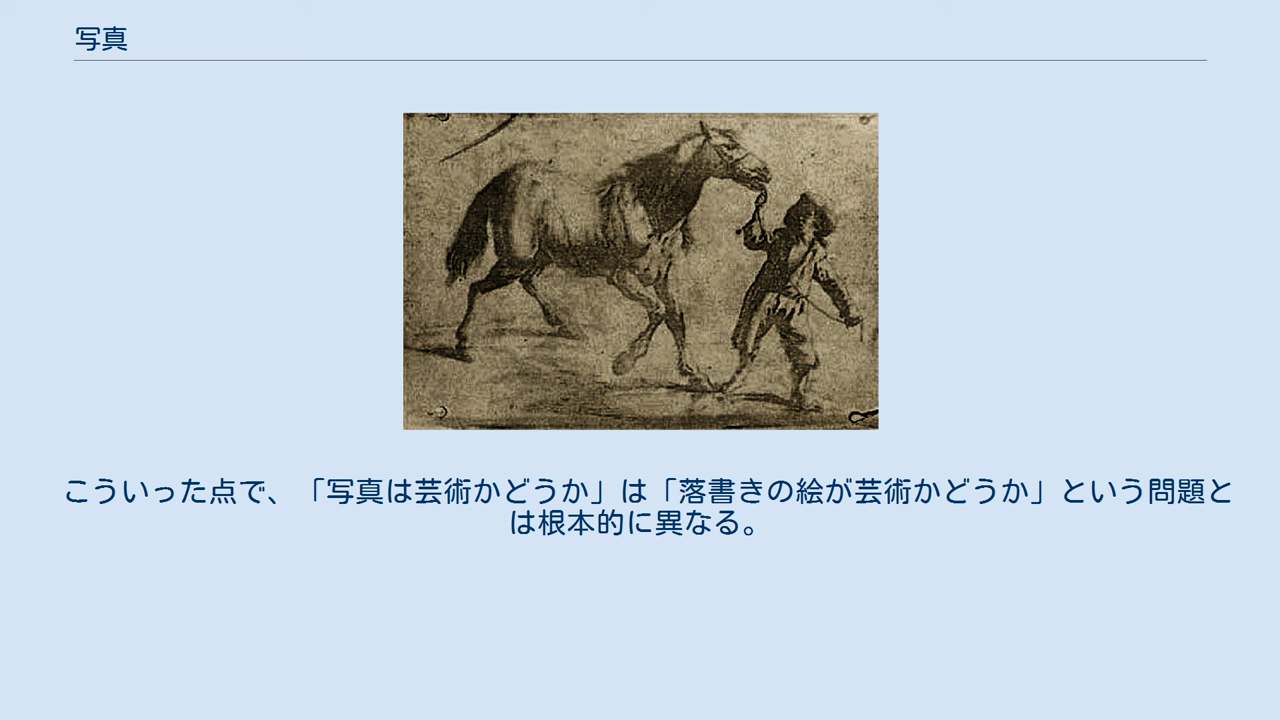 写真
こういった点で、「写真は芸術かどうか」は「落書きの絵が芸術かどうか」という問題と
は根本的に異なる。